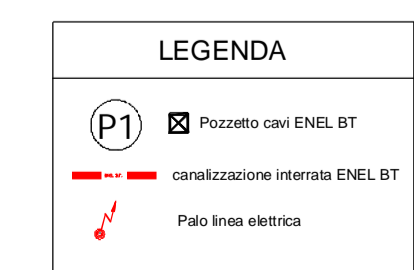 LEGENDA
P1 Pozzetto cavi ENEL BT
canalizzazione interrata ENEL BT
Palo linea elettrica